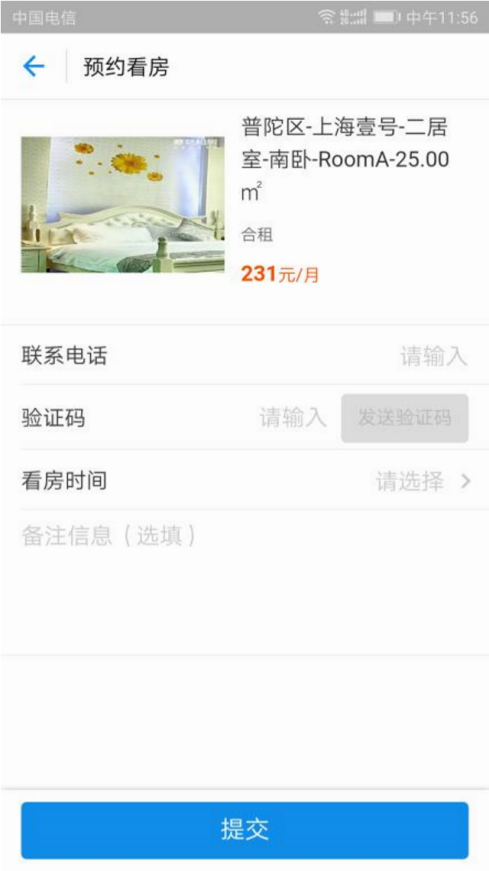 中国电信
中午11:56
预约看房
普陀区-上海壹号-二居
室-南卧-RoomA-25.00
㎡
合租
231元/月
联系电话 请输入
验证码 请输入 发送验证码
看房时间 请选择
备注信息（选填）
提交